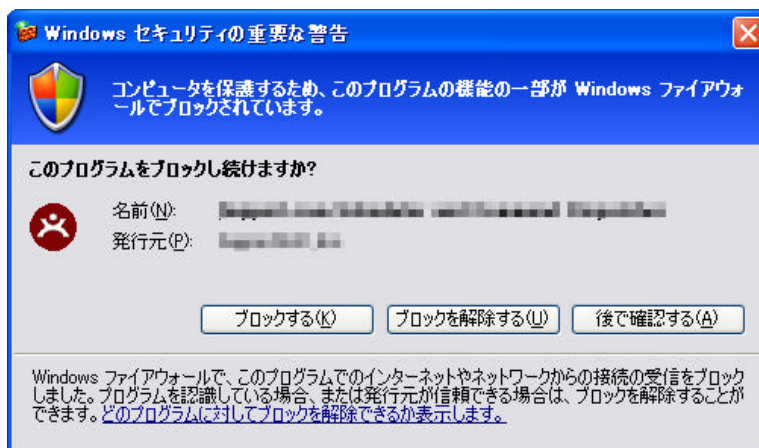 Windows セキュリティの重要な警告
コンピュータを保護するため、このプログラムの機能の一部が Windows ファイアウォ
ールでブロックされています。
このプログラムをブロックし続けますか?
名前(N):
発行元(P):
ブロックする(K) ブロックを解除する(U) 後で確認する(A)
Windows ファイアウォールで、このプログラムでのインターネットやネットワークからの接続の受信をブロック
しました。プログラムを認識している場合、または発行元が信頼できる場合は、ブロックを解除することが
できます。どのプログラムに対してブロックを解除できるか表示します。